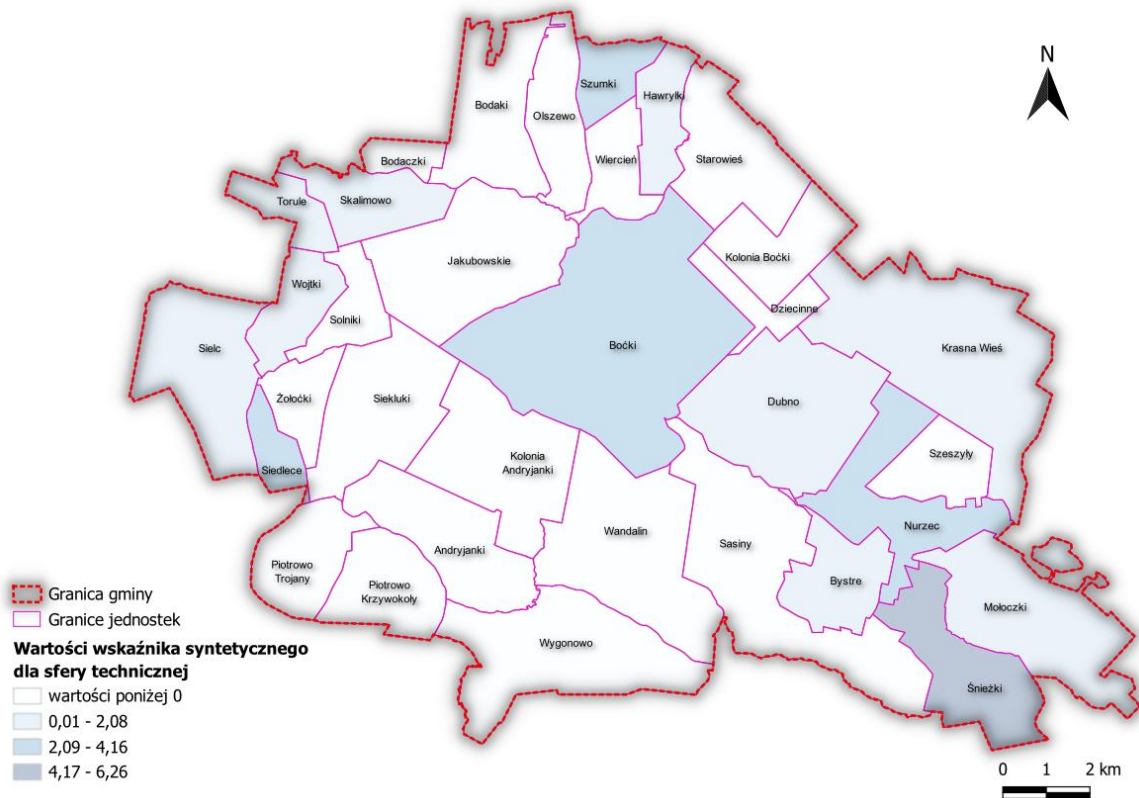 N
Szumki
Hawryłki
Bodaki
Olszewo
Wiercień
Starowieś
Bodaczki
Torule
Skalimowo
Jakubowskie
Kolonia Boćki
Wojtki
Solniki
Dziecinne
Sielc
Boćki
Krasna Wieś
Żołoćki
Siekluki
Dubno
Kolonia
Andryjanki
Szeszyły
Siedlece
Nurzec
Wandalin
Sasiny
Andryjanki
Piotrowo
Trojany
Piotrowo
Krzywokoły
Bystre
Mołoczki
Wygonowo
Śnieżki
Granica gminy
Granice jednostek
Wartości wskaźnika syntetycznego
dla sfery technicznej
wartości poniżej 0
0,01 - 2,08
2,09 - 4,16
4,17 - 6,26
0 1 2 km